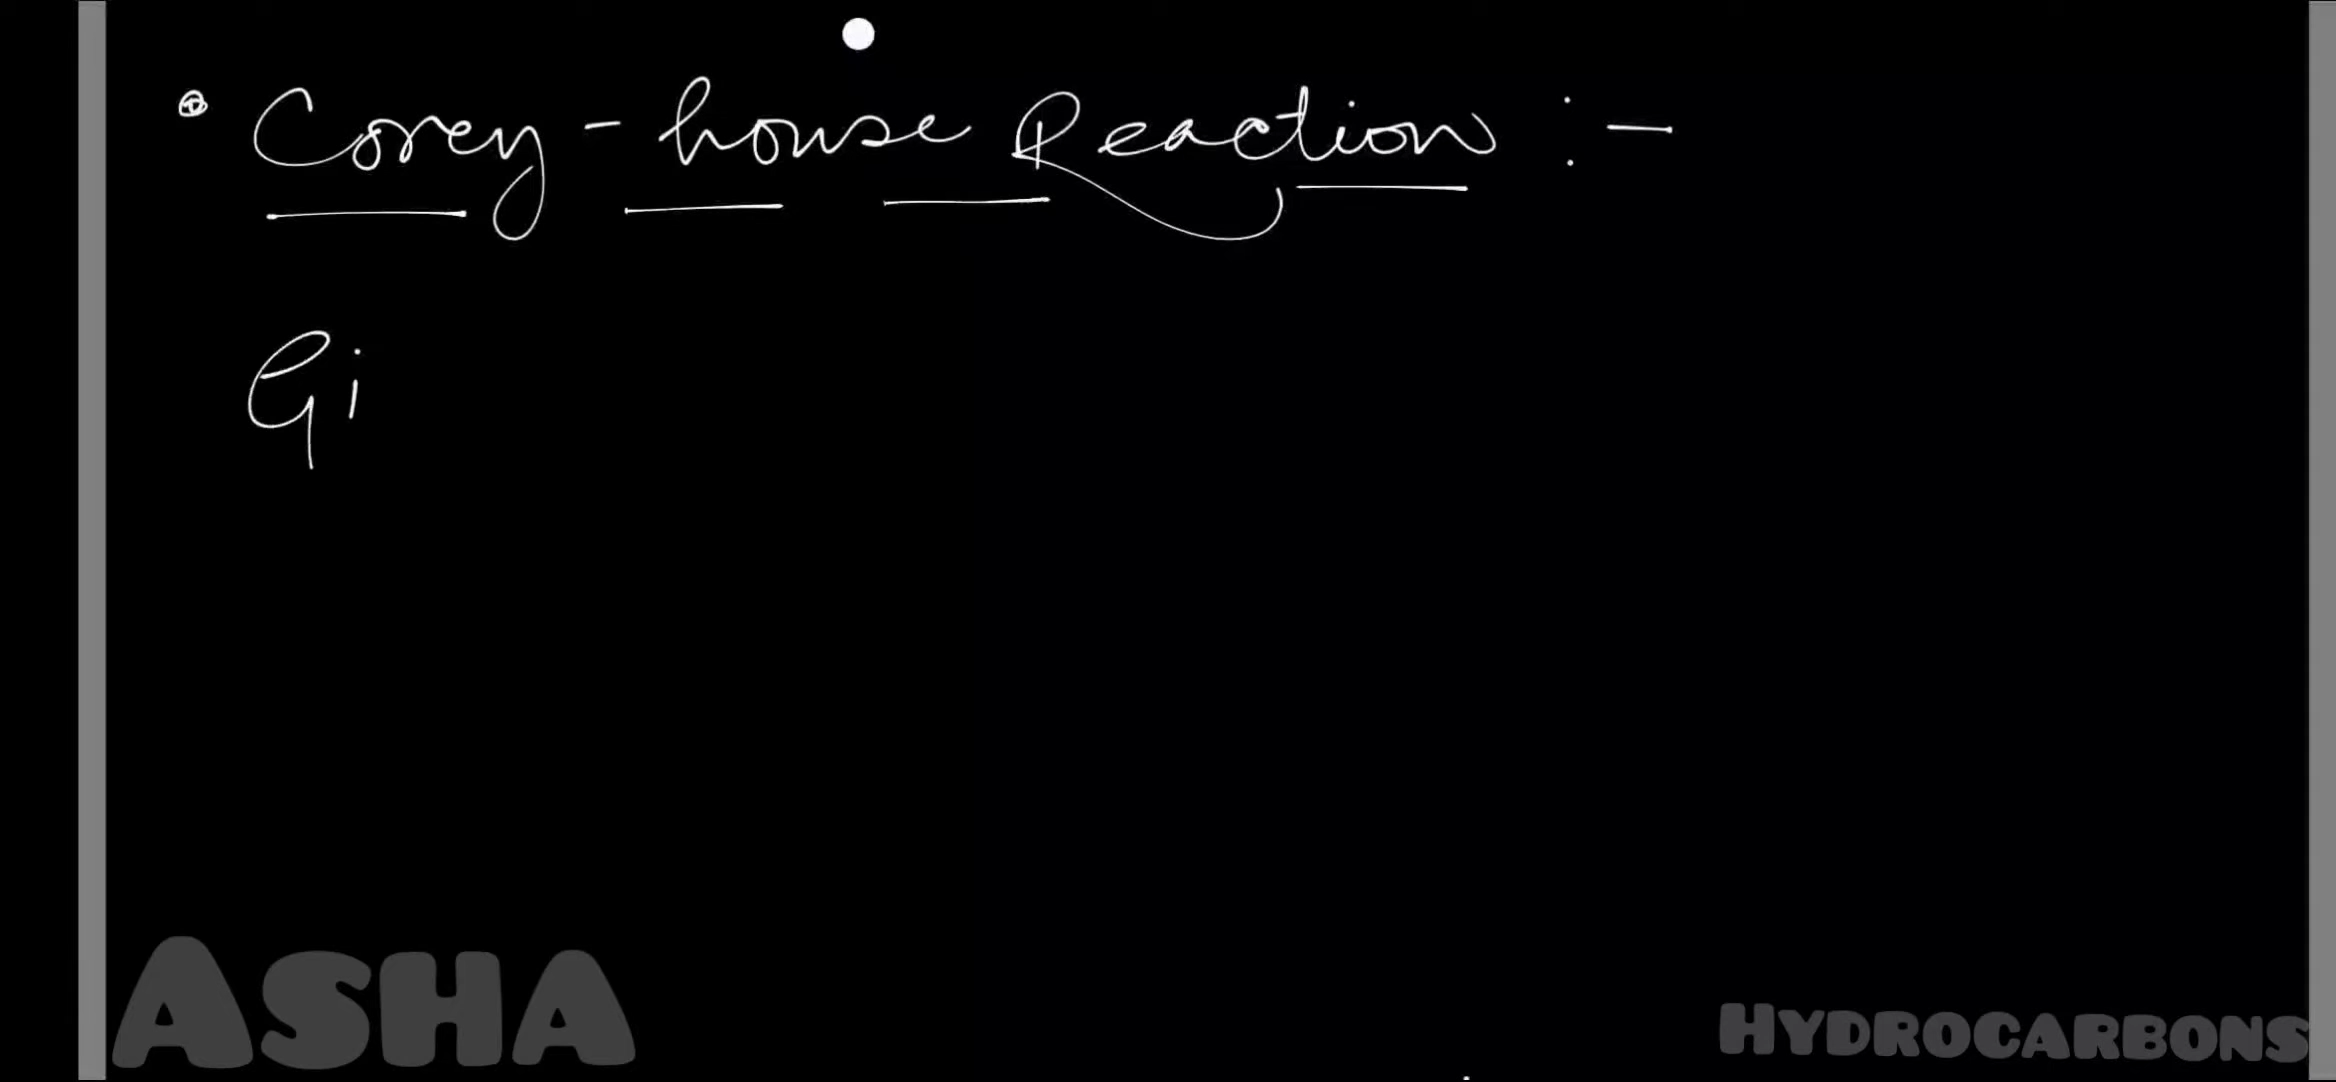 Corey - house Reaction : -
Gi
ASHA
HYDROCARBONS